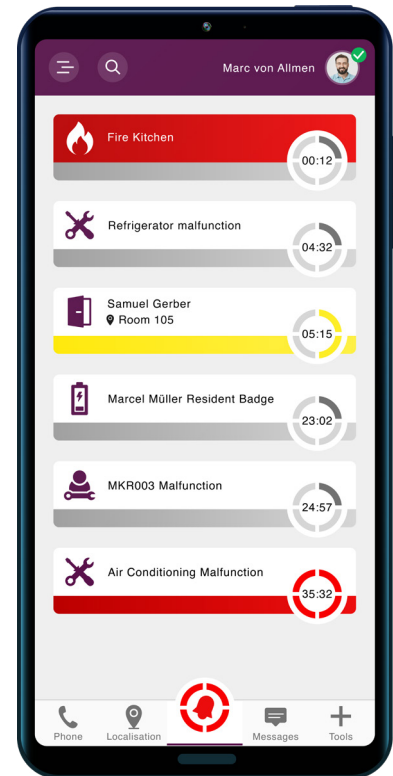 Marc von Allmen
Fire Kitchen
00:12
Refrigerator malfunction
04:32
Samuel Gerber
Room 105
05:15
Marcel Müller Resident Badge
23:02
MKR003 Malfunction
24:57
Air Conditioning Malfunction
35:32
Phone
Localisation
Messages
Tools